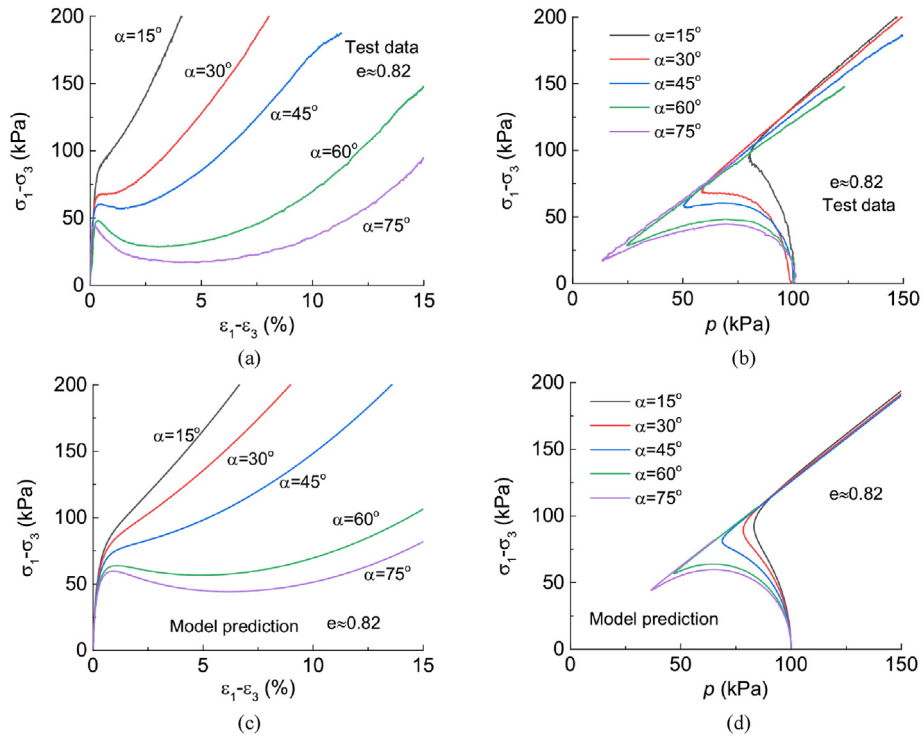 200
150
100
50
0
0
5
10
15
σ₁-σ₃ (kPa)
ε₁-ε₃ (%)
α=15°
α=30°
α=45°
α=60°
α=75°
Test data
e≈0.82
(a)
200
150
100
50
0
0
50
100
150
σ₁-σ₃ (kPa)
p (kPa)
α=15°
α=30°
α=45°
α=60°
α=75°
e≈0.82
Test data
(b)
200
150
100
50
0
0
5
10
15
σ₁-σ₃ (kPa)
ε₁-ε₃ (%)
α=15°
α=30°
α=45°
α=60°
α=75°
Model prediction e≈0.82
(c)
200
150
100
50
0
0
50
100
150
σ₁-σ₃ (kPa)
p (kPa)
α=15°
α=30°
α=45°
α=60°
α=75°
e≈0.82
Model prediction
(d)